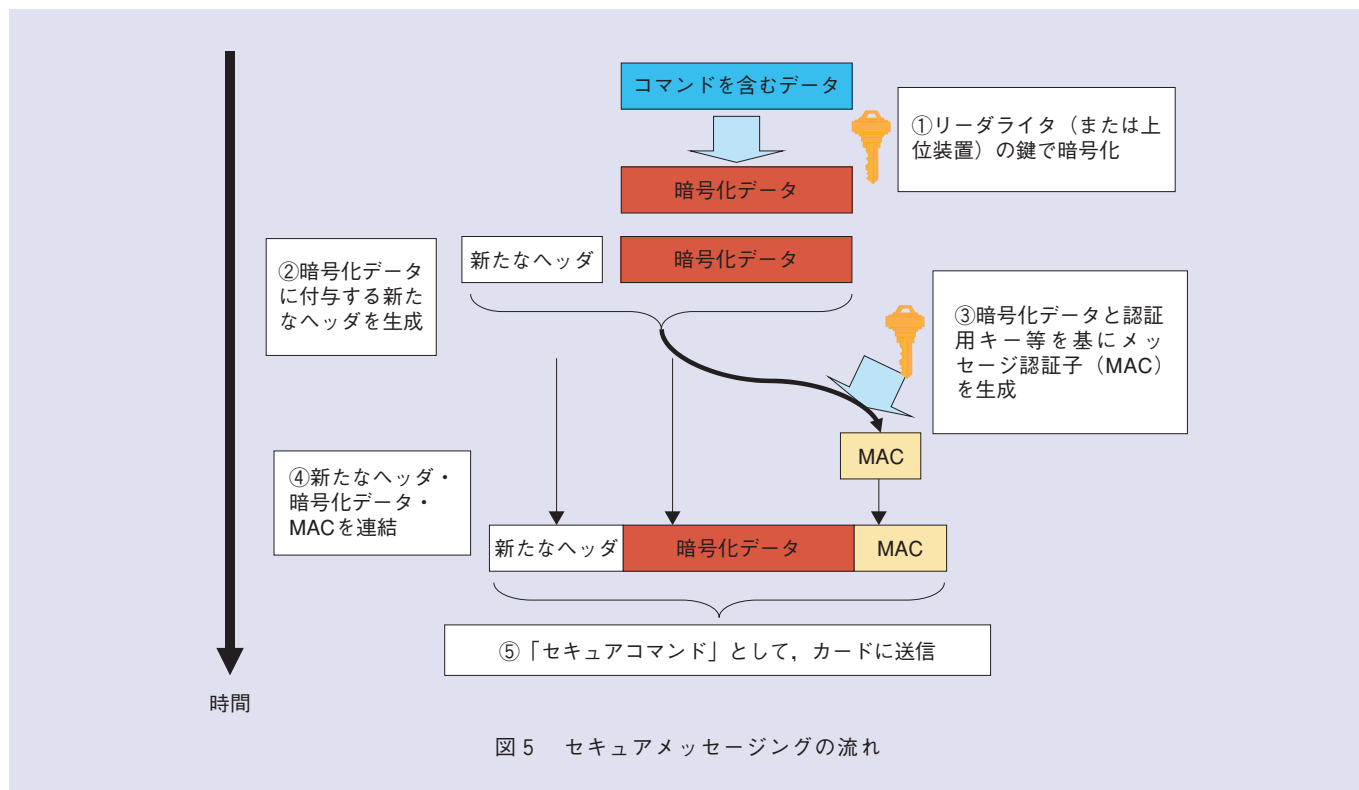 コマンドを含むデータ
①リーダライタ(または上
位装置)の鍵で暗号化
暗号化データ
②暗号化データ
に付与する新た
なヘッダを生成
新たなヘッダ
暗号化データ
③暗号化データと認証
用キー等を基にメッ
セージ認証子(MAC)
を生成
MAC
④新たなヘッダ・
暗号化データ・
MACを連結
新たなヘッダ
暗号化データ
MAC
⑤「セキュアコマンド」として,カードに送信
時間
図5 セキュアメッセージングの流れ